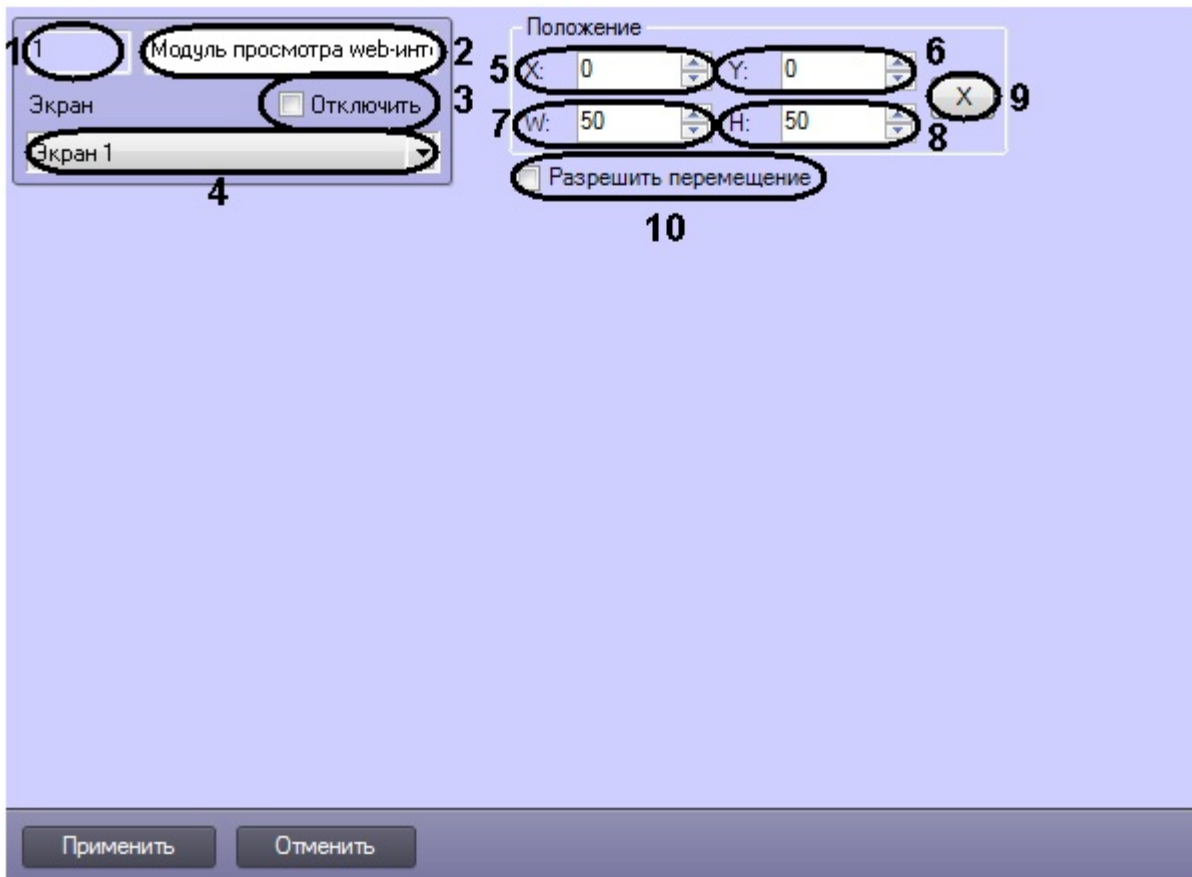 1 1 Модуль просмотра web-инт 2
Экран Отключить 3
Экран 1
4
Положение
5 X: 0 Y: 0 6
7 W: 50 H: 50 8
X 9
Разрешить перемещение
10
Применить Отменить